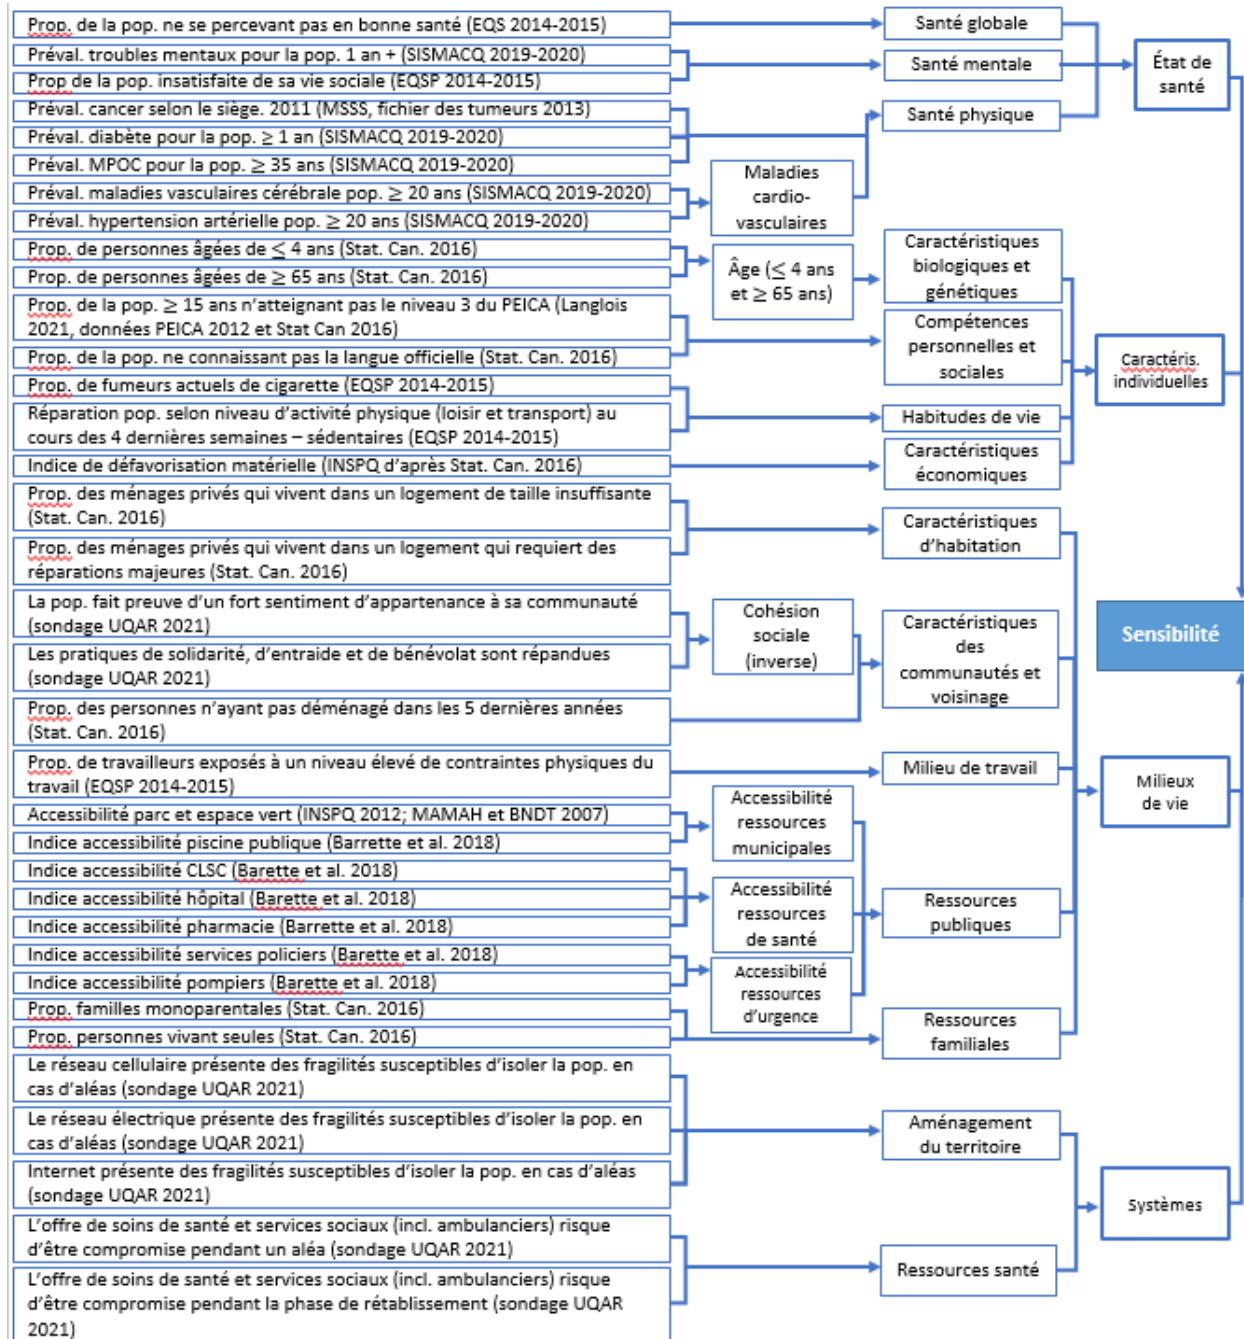 Prop. de la pop. ne se percevant pas en bonne santé (EQS 2014-2015)
Préval. troubles mentaux pour la pop. 1 an + (SISMACQ 2019-2020)
Prop de la pop. insatisfaite de sa vie sociale (EQSP 2014-2015)
Préval. cancer selon le siège. 2011 (MSSS, fichier des tumeurs 2013)
Préval. diabète pour la pop. ≥ 1 an (SISMACQ 2019-2020)
Préval. MPOC pour la pop. ≥ 35 ans (SISMACQ 2019-2020)
Préval. maladies vasculaires cérébrale pop. ≥ 20 ans (SISMACQ 2019-2020)
Préval. hypertension artérielle pop. ≥ 20 ans (SISMACQ 2019-2020)
Prop. de personnes âgées de ≤ 4 ans (Stat. Can. 2016)
Prop. de personnes âgées de ≥ 65 ans (Stat. Can. 2016)
Prop. de la pop. ≥ 15 ans n'atteignant pas le niveau 3 du PEICA (Langlois
2021, données PEICA 2012 et Stat Can 2016)
Prop. de la pop. ne connaissant pas la langue officielle (Stat. Can. 2016)
Prop. de fumeurs actuels de cigarette (EQSP 2014-2015)
Réparation pop. selon niveau d'activité physique (loisir et transport) au
cours des 4 dernières semaines – sédentaires (EQSP 2014-2015)
Indice de défavorisation matérielle (INSPQ d'après Stat. Can. 2016)
Prop. des ménages privés qui vivent dans un logement de taille insuffisante
(Stat. Can. 2016)
Prop. des ménages privés qui vivent dans un logement qui requiert des
réparations majeures (Stat. Can. 2016)
La pop. fait preuve d'un fort sentiment d'appartenance à sa communauté
(sondage UQAR 2021)
Les pratiques de solidarité, d'entraide et de bénévolat sont répandues
(sondage UQAR 2021)
Prop. des personnes n'ayant pas déménagé dans les 5 dernières années
(Stat. Can. 2016)
Prop. de travailleurs exposés à un niveau élevé de contraintes physiques du
travail (EQSP 2014-2015)
Accessibilité parc et espace vert (INSPQ 2012; MAMAH et BNDT 2007)
Indice accessibilité piscine publique (Barrette et al. 2018)
Indice accessibilité CLSC (Barette et al. 2018)
Indice accessibilité hôpital (Barette et al. 2018)
Indice accessibilité pharmacie (Barrette et al. 2018)
Indice accessibilité services policiers (Barette et al. 2018)
Indice accessibilité pompiers (Barette et al. 2018)
Prop. familles monoparentales (Stat. Can. 2016)
Prop. personnes vivant seules (Stat. Can. 2016)
Le réseau cellulaire présente des fragilités susceptibles d'isoler la pop. en
cas d'aléas (sondage UQAR 2021)
Le réseau électrique présente des fragilités susceptibles d'isoler la pop. en
cas d'aléas (sondage UQAR 2021)
Internet présente des fragilités susceptibles d'isoler la pop. en cas d'aléas
(sondage UQAR 2021)
L'offre de soins de santé et services sociaux (incl. ambulanciers) risque
d'être compromise pendant un aléa (sondage UQAR 2021)
L'offre de soins de santé et services sociaux (incl. ambulanciers) risque
d'être compromise pendant la phase de rétablissement (sondage UQAR
2021)
Maladies
cardio-
vasculaires
Âge (≤ 4 ans
et ≥ 65 ans)
Cohésion
sociale
(inverse)
Accessibilité
ressources
municipales
Accessibilité
ressources
de santé
Accessibilité
ressources
d'urgence
Santé globale
Santé mentale
Santé physique
Caractéristiques
biologiques et
génétiques
Compétences
personnelles et
sociales
Habitudes de vie
Caractéristiques
économiques
Caractéristiques
d'habitation
Caractéristiques
des
communautés et
voisinage
Milieu de travail
Ressources
publiques
Ressources
familiales
Aménagement
du territoire
Ressources santé
État de
santé
Caractéris.
individuelles
Milieux
de vie
Systèmes
Sensibilité